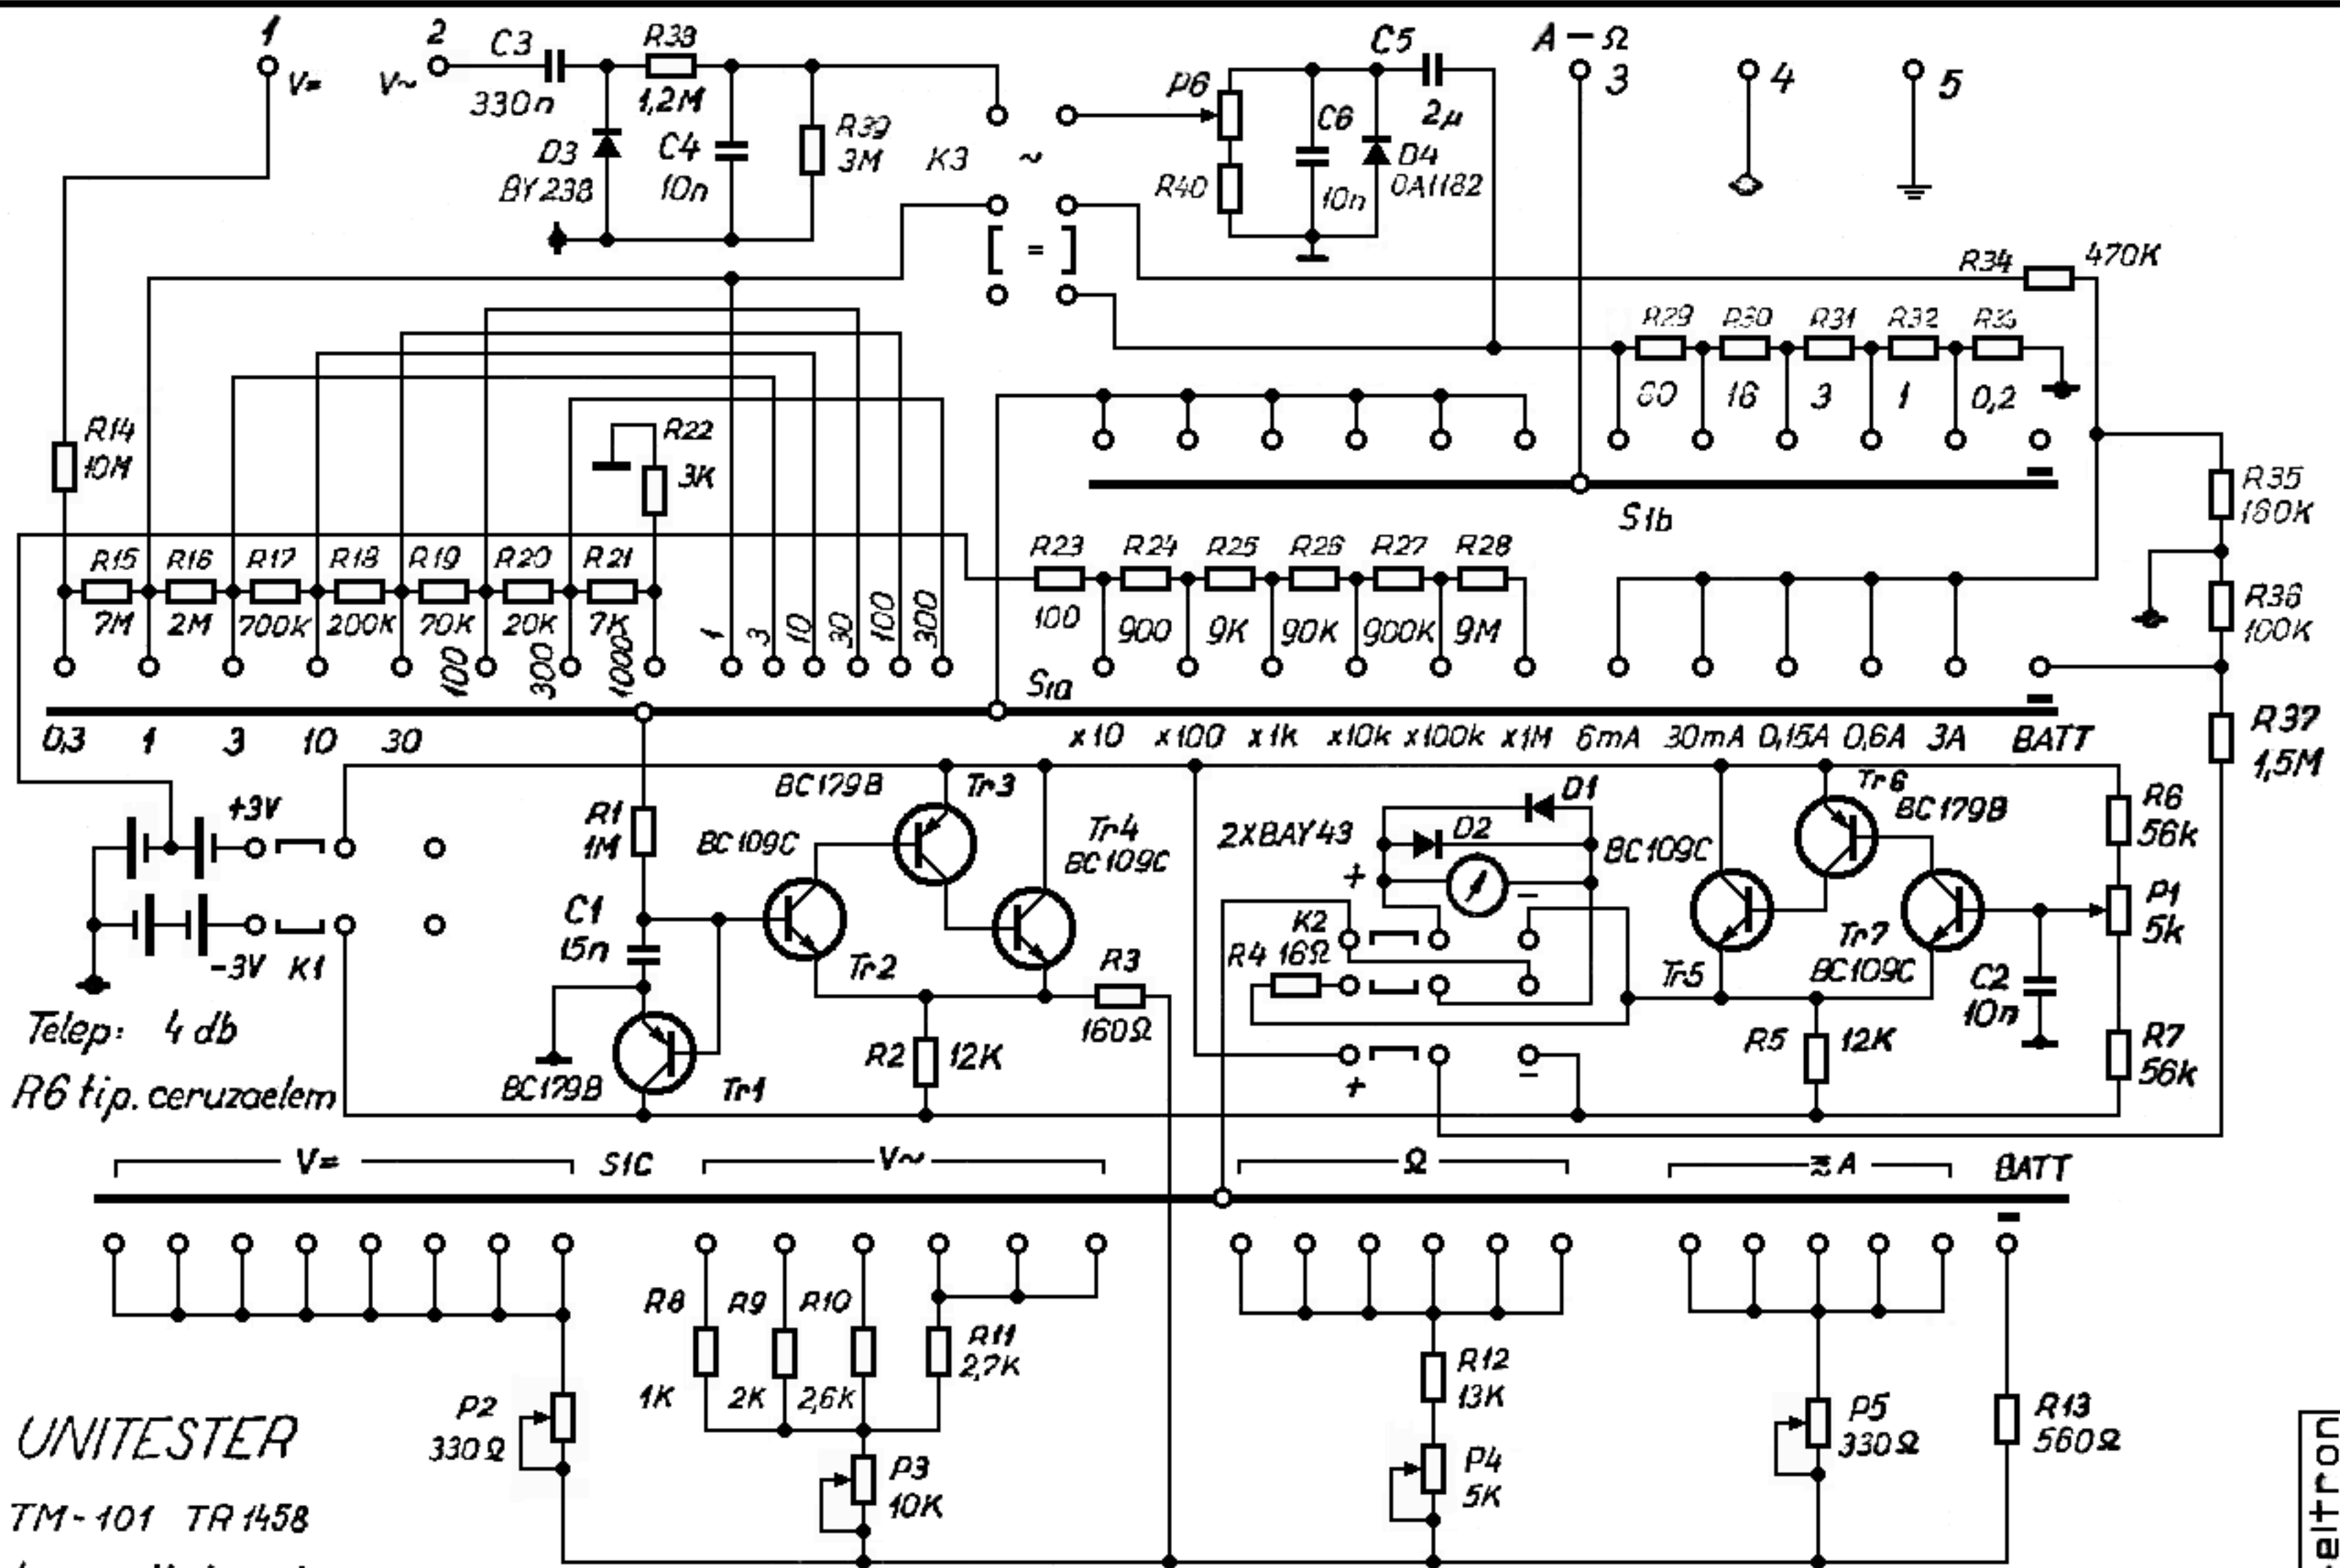 1
V=
2
V~
C3
330n
R38
1,2M
D3
BY238
C4
10n
R39
3M
K3
~
[ = ]
P6
R40
C5
2µ
C6
10n
D4
OA1182
A – Ω
3
4
5
R34
470K
R29
R30
R31
R32
60
16
3
1
0,2
R14
10M
R22
3K
S1b
R35
160K
R36
100K
R15
R16
R17
R18
R19
R20
R21
7M
2M
700K
200K
70K
20K
7K
100
300
1000
1
3
10
30
100
300
R23
R24
R25
R26
R27
R28
100
900
9K
90K
900K
9M
S1a
0,3
1
3
10
30
x10
x100
x1k
x10k
x100k
x1M
6mA
30mA
0,15A
0,6A
3A
BATT
R37
1,5M
+3V
-3V
K1
Telep: 4 db
R6 tip. ceruzaelem
R1
1M
C1
15n
BC109C
Tr2
BC179B
Tr3
Tr4
BC109C
BC179B
Tr1
R2
12K
R3
160Ω
2XBAY43
D1
D2
+
–
K2
R4
16Ω
+
–
BC109C
Tr5
Tr6
BC179B
Tr7
BC109C
R5
12K
C2
10n
R6
56k
P1
5k
R7
56k
V=
S1C
V~
Ω
≂ A
BATT
R8
1K
R9
2K
R10
2,6K
R11
2,7K
P2
330Ω
P3
10K
R12
13K
P4
5K
P5
330Ω
R13
560Ω
UNITESTER
TM-101 TR 1458
eltron